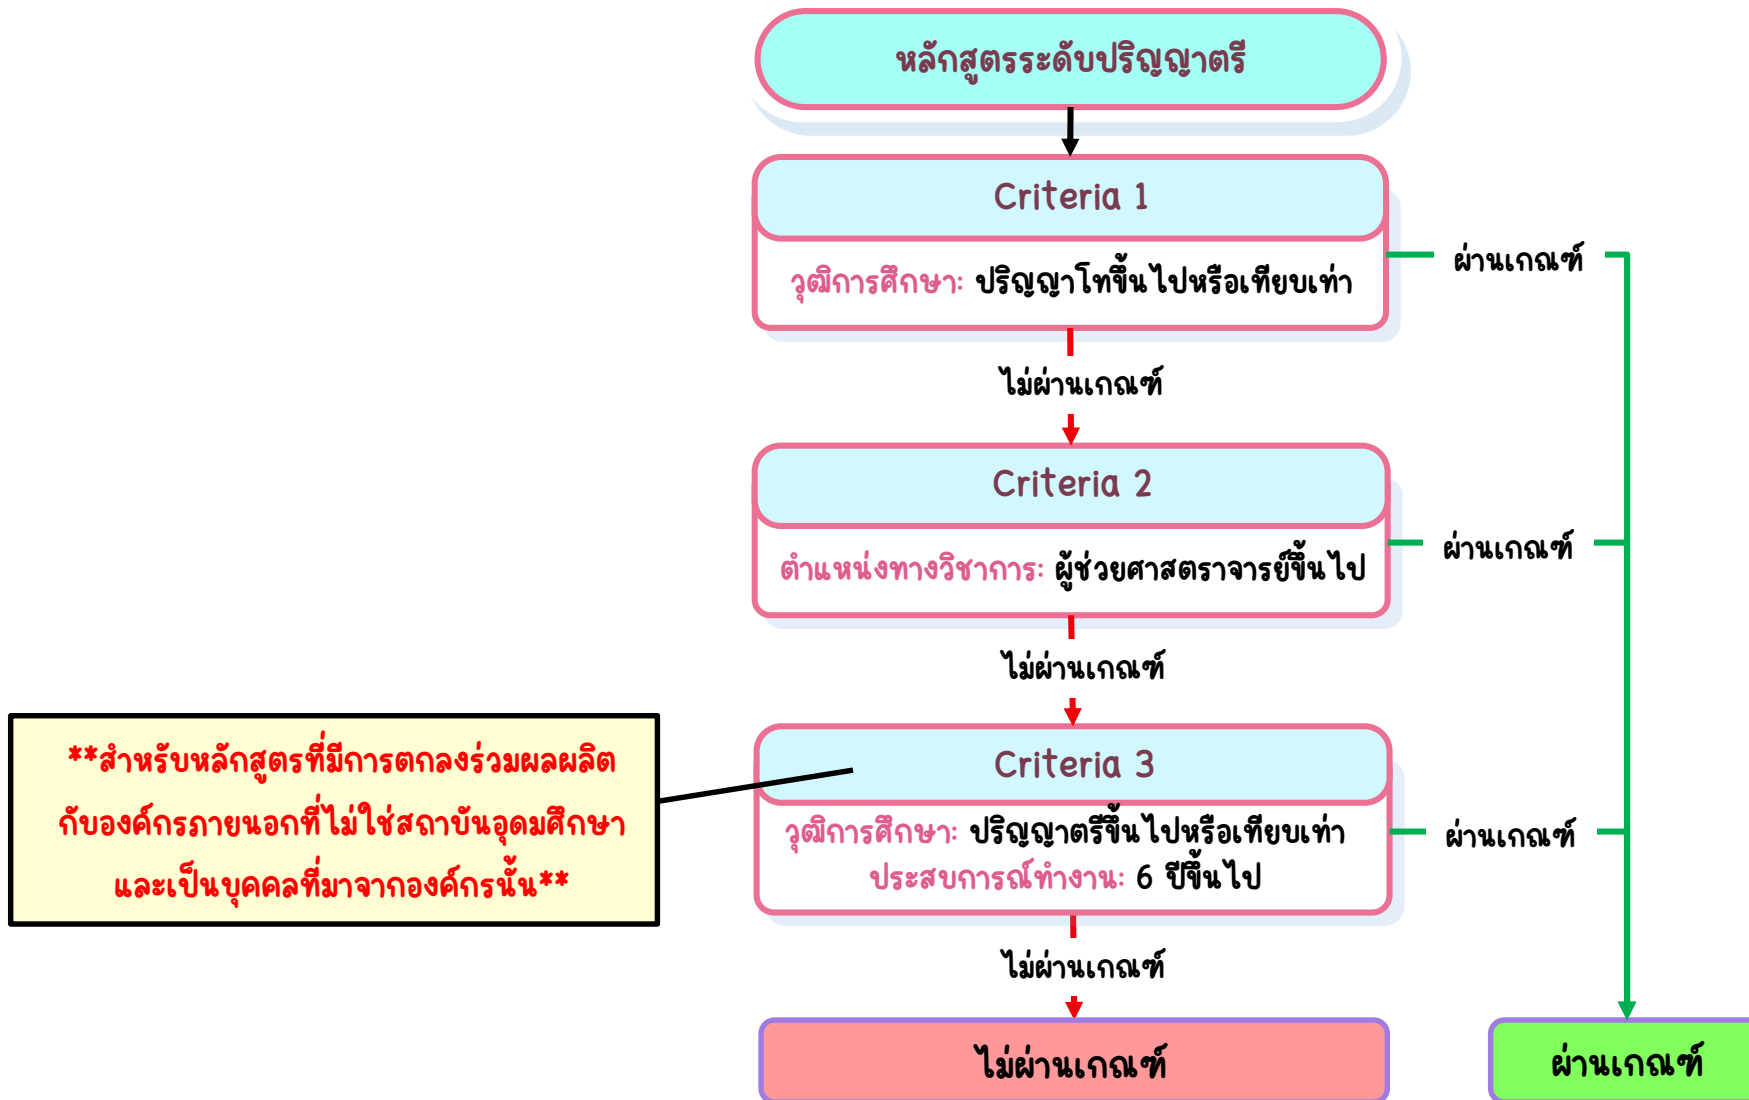 หลักสูตรระดับปริญญาตรี
Criteria 1
วุฒิการศึกษา: ปริญญาโทขึ้นไปหรือเทียบเท่า
ผ่านเกณฑ์
ไม่ผ่านเกณฑ์
Criteria 2
ตำแหน่งทางวิชาการ: ผู้ช่วยศาสตราจารย์ขึ้นไป
ผ่านเกณฑ์
ไม่ผ่านเกณฑ์
**สำหรับหลักสูตรที่มีการตกลงร่วมผลผลิต
กับองค์กรภายนอกที่ไม่ใช่สถาบันอุดมศึกษา
และเป็นบุคคลที่มาจากองค์กรนั้น**
Criteria 3
วุฒิการศึกษา: ปริญญาตรีขึ้นไปหรือเทียบเท่า
ประสบการณ์ทำงาน: 6 ปีขึ้นไป
ผ่านเกณฑ์
ไม่ผ่านเกณฑ์
ไม่ผ่านเกณฑ์
ผ่านเกณฑ์